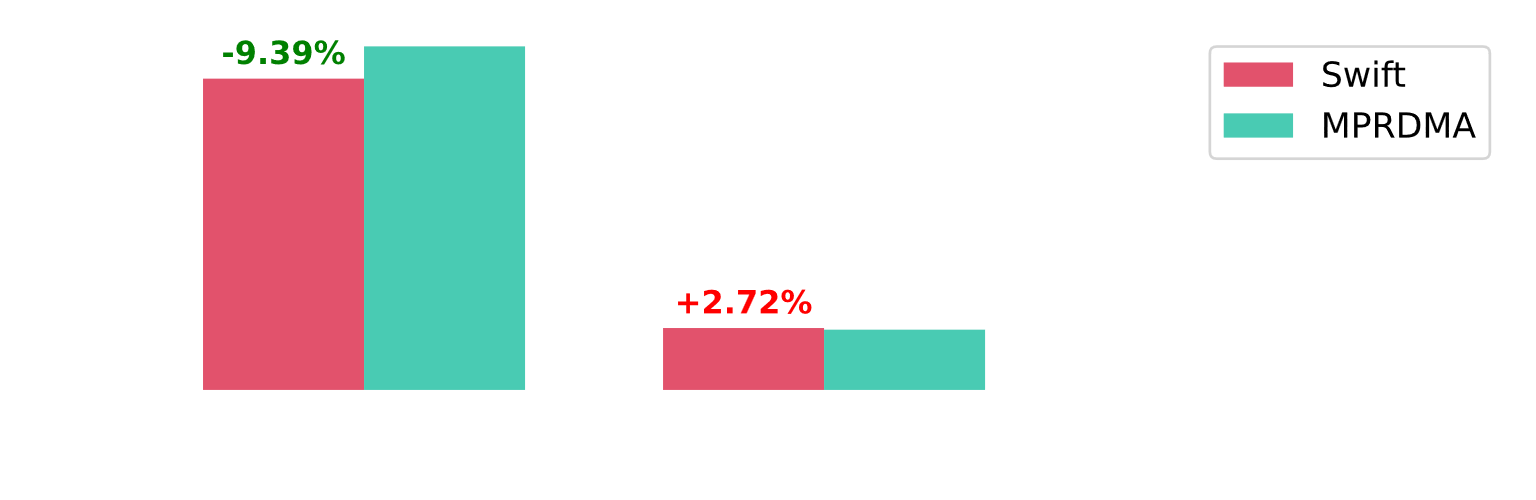 -9.39%
+2.72%
Swift
MPRDMA